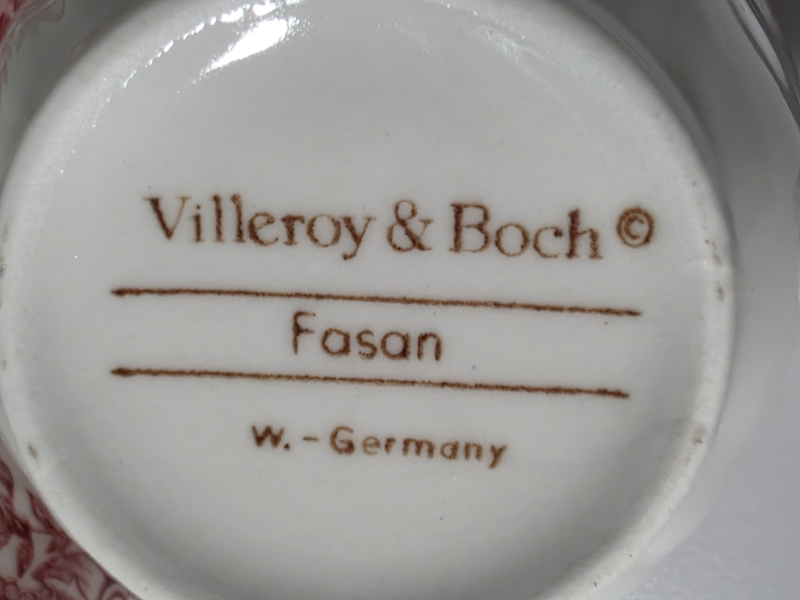 Villeroy & Boch ©
Fasan
W. - Germany